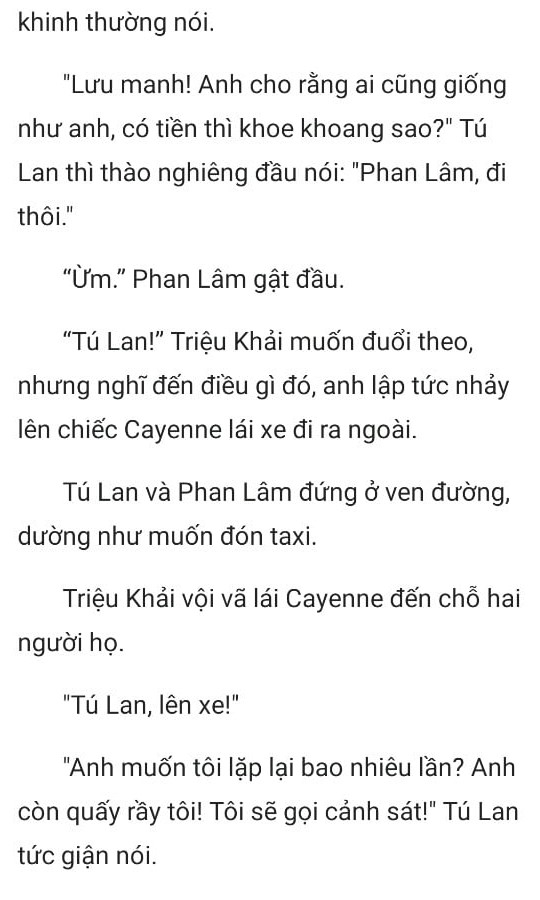 khinh thường nói.
"Lưu manh! Anh cho rằng ai cũng giống
như anh, có tiền thì khoe khoang sao?" Tú
Lan thì thào nghiêng đầu nói: "Phan Lâm, đi
thôi."
“Ừm.” Phan Lâm gật đầu.
“Tú Lan!” Triệu Khải muốn đuổi theo,
nhưng nghĩ đến điều gì đó, anh lập tức nhảy
lên chiếc Cayenne lái xe đi ra ngoài.
Tú Lan và Phan Lâm đứng ở ven đường,
dường như muốn đón taxi.
Triệu Khải vội vã lái Cayenne đến chỗ hai
người họ.
"Tú Lan, lên xe!"
"Anh muốn tôi lặp lại bao nhiêu lần? Anh
còn quấy rầy tôi! Tôi sẽ gọi cảnh sát!" Tú Lan
tức giận nói.